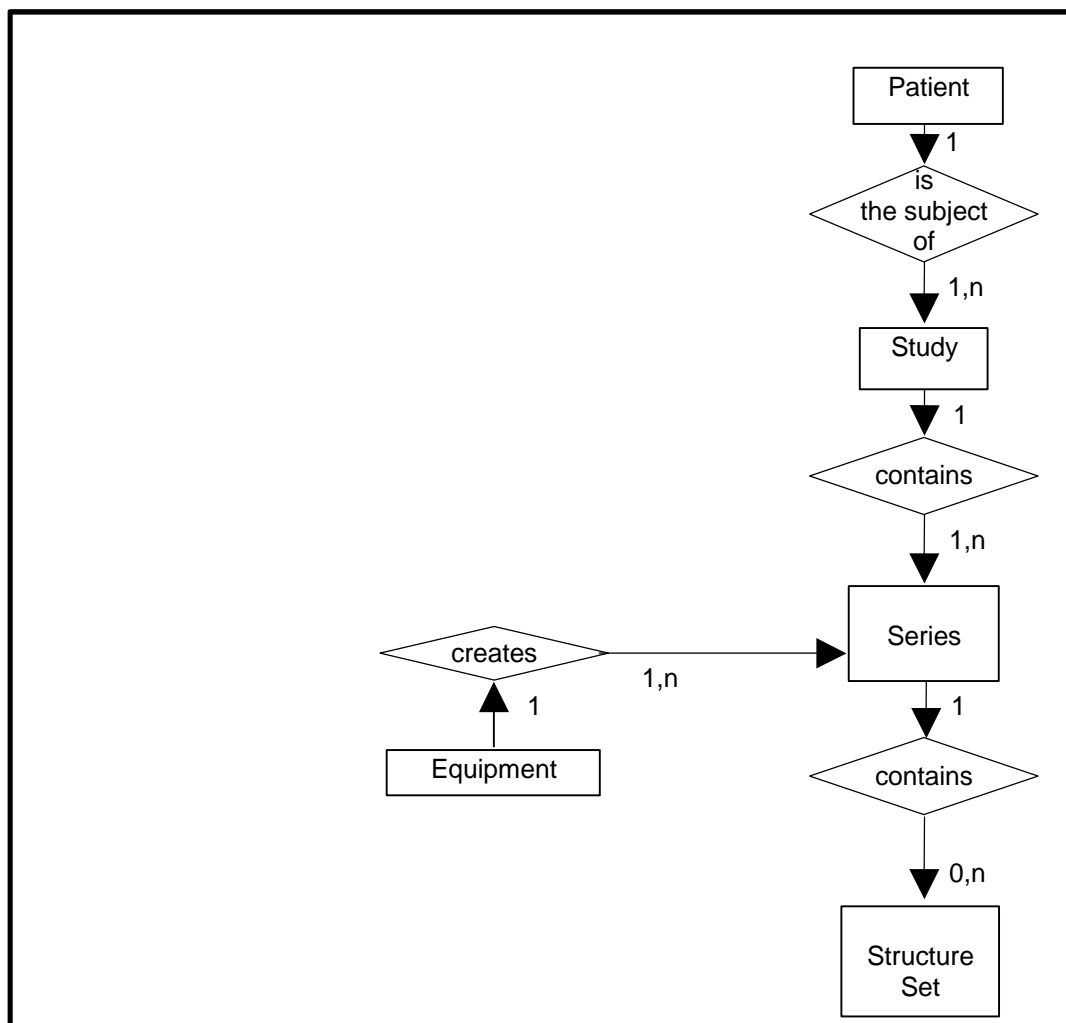 Patient
1
is
the subject
of
1,n
Study
1
contains
1,n
Series
creates
1,n
1
1
Equipment
contains
0,n
Structure
Set